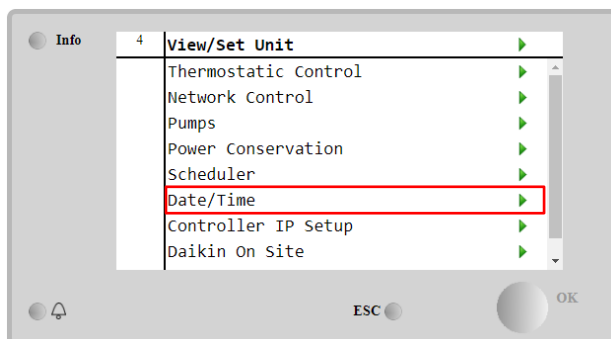 Info
4 View/Set Unit
Thermostatic Control
Network Control
Pumps
Power Conservation
Scheduler
Date/Time
Controller IP Setup
Daikin On Site
ESC
OK